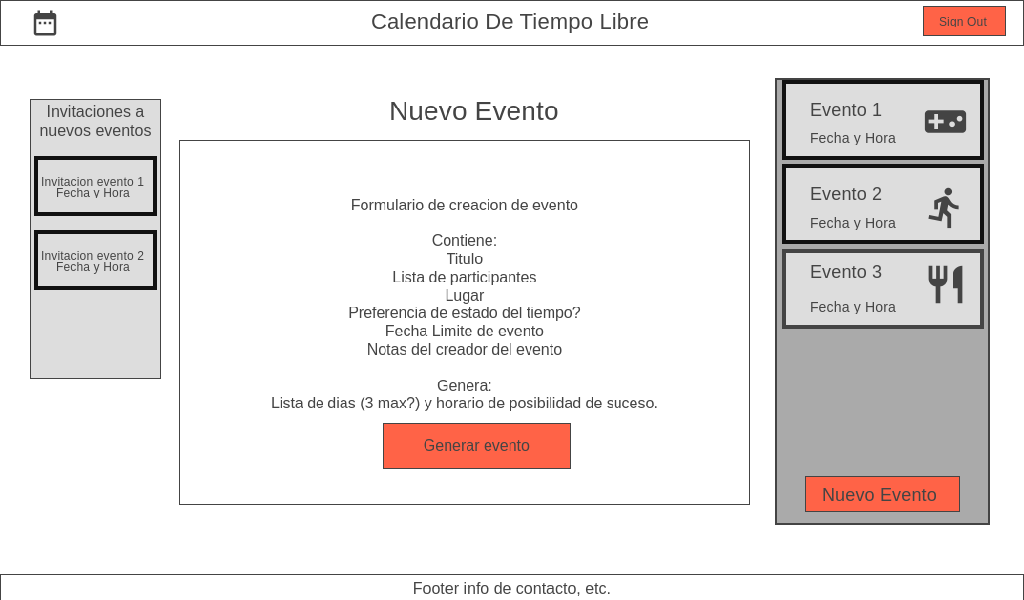 Calendario De Tiempo Libre
Sign Out
Invitaciones a
nuevos eventos
Invitacion evento 1
Fecha y Hora
Invitacion evento 2
Fecha y Hora
Nuevo Evento
Formulario de creacion de evento
Contiene:
Titulo
Lista de participantes
Lugar
Preferencia de estado del tiempo?
Fecha Limite de evento
Notas del creador del evento
Genera:
Lista de dias (3 max?) y horario de posibilidad de suceso.
Generar evento
Evento 1
Fecha y Hora
Evento 2
Fecha y Hora
Evento 3
Fecha y Hora
Nuevo Evento
Footer info de contacto, etc.